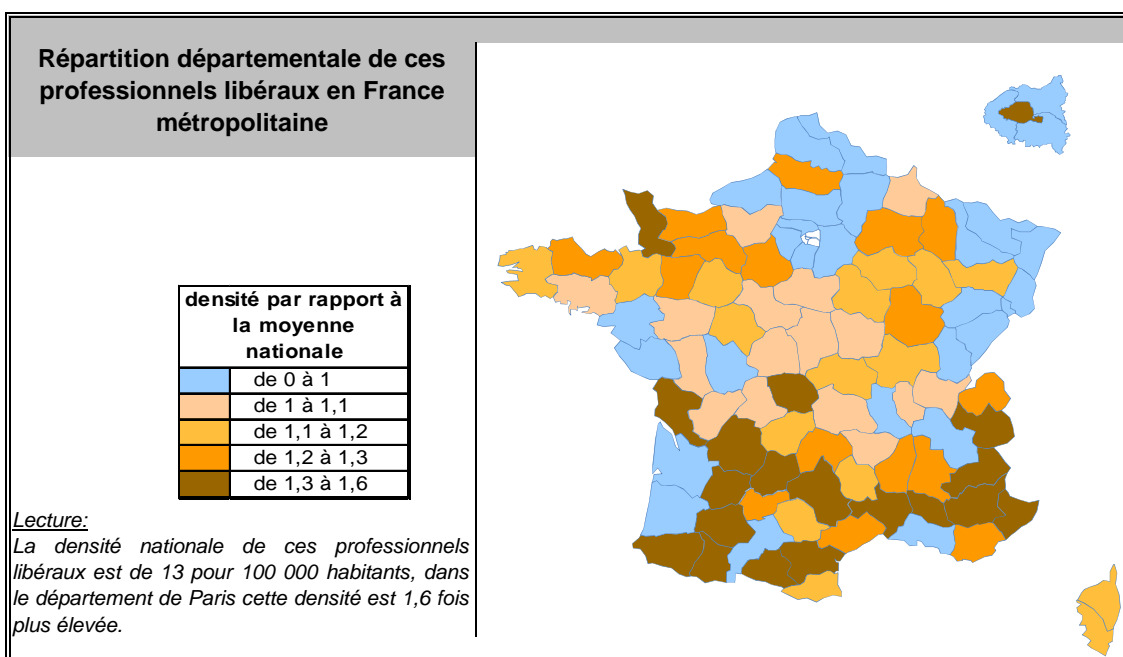 Répartition départementale de ces
professionnels libéraux en France
métropolitaine
densité par rapport à
la moyenne
nationale
de 0 à 1
de 1 à 1,1
de 1,1 à 1,2
de 1,2 à 1,3
de 1,3 à 1,6
Lecture:
La densité nationale de ces professionnels
libéraux est de 13 pour 100 000 habitants, dans
le département de Paris cette densité est 1,6 fois
plus élevée.